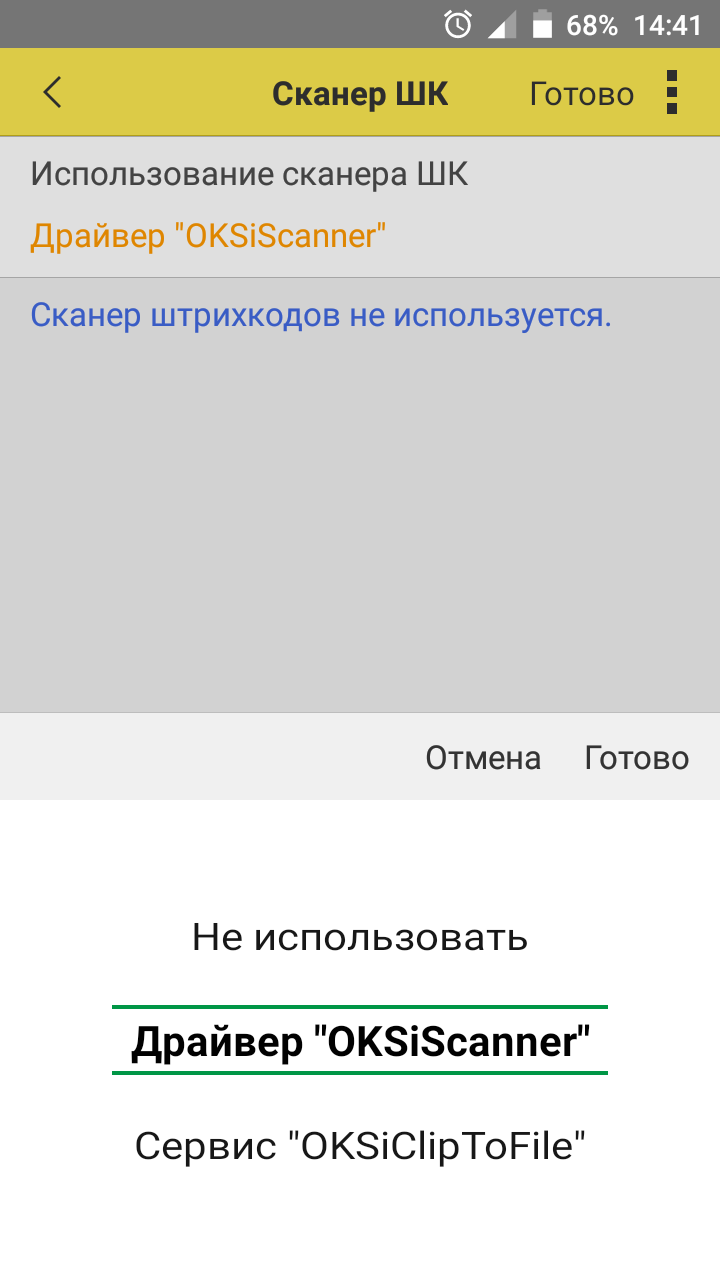 68% 14:41
Сканер ШК Готово
Использование сканера ШК
Драйвер "OKSiScanner"
Сканер штрихкодов не используется.
Отмена Готово
Не использовать
Драйвер "OKSiScanner"
Сервис "OKSiClipToFile"